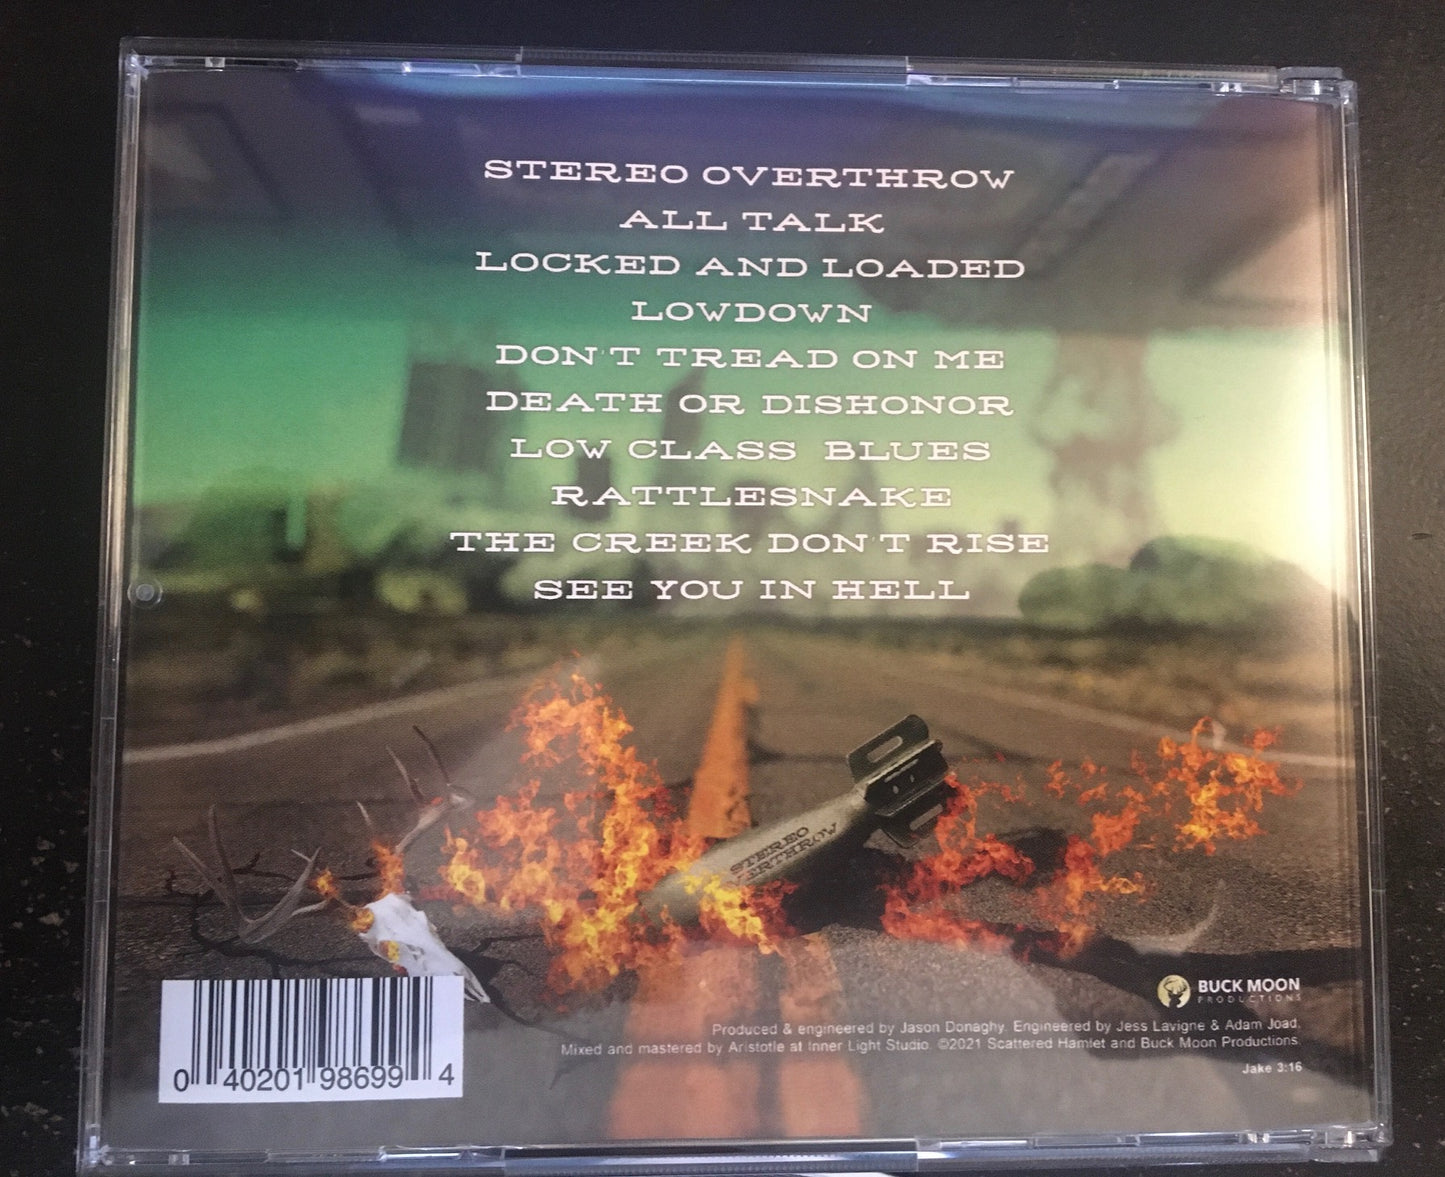 STEREO OVERTHROW
ALL TALK
LOCKED AND LOADED
LOWDOWN
DON'T TREAD ON ME
DEATH OR DISHONOR
LOW CLASS BLUES
RATTLESNAKE
THE CREEK DON'T RISE
SEE YOU IN HELL
STEREO
BUCK MOON
PRODUCTIONS
Produced & engineered by Jason Donaghy. Engineered by Jess Lavigne & Adam Joad.
Mixed and mastered by Aristotle at Inner Light Studio. ©2021 Scattered Hamlet and Buck Moon Productions.
Jake 3:16
0 40201 98699 4